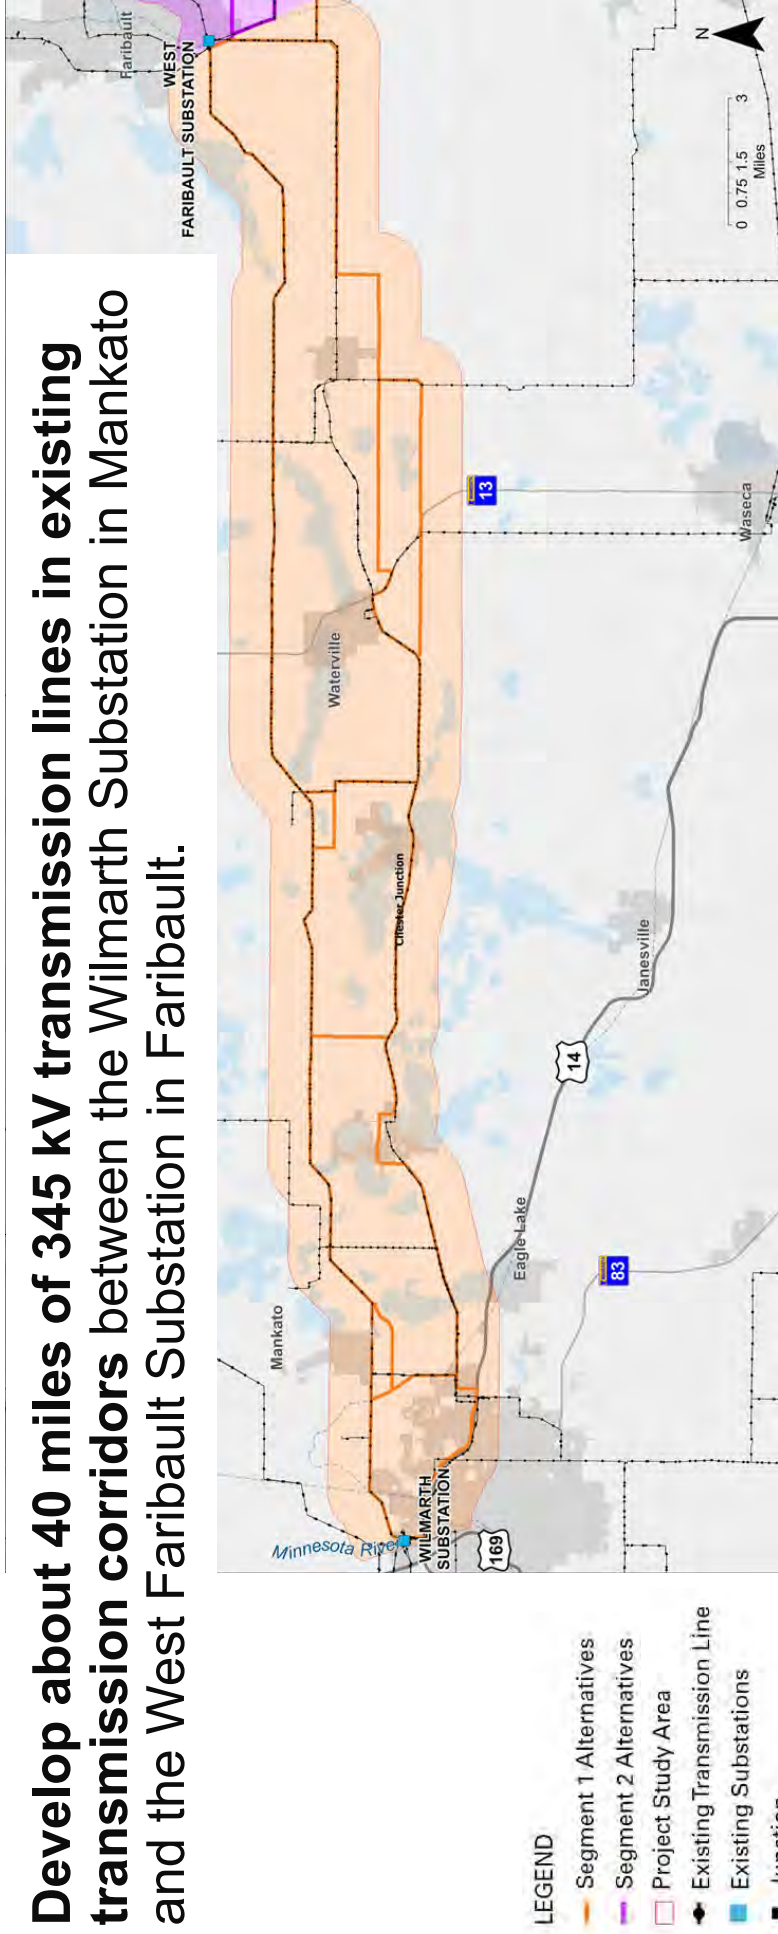 Develop about 40 miles of 345 kV transmission lines in existing
transmission corridors between the Wilmarth Substation in Mankato
and the West Faribault Substation in Faribault.
Faribault
WEST
FARIBAULT SUBSTATION
Waterville
Chester Junction
Mankato
Minnesota River
WILMARTH
SUBSTATION
169
Eagle Lake
83
14
Janesville
13
Waseca
N
0 0.75 1.5 3
Miles
LEGEND
Segment 1 Alternatives
Segment 2 Alternatives
Project Study Area
Existing Transmission Line
Existing Substations